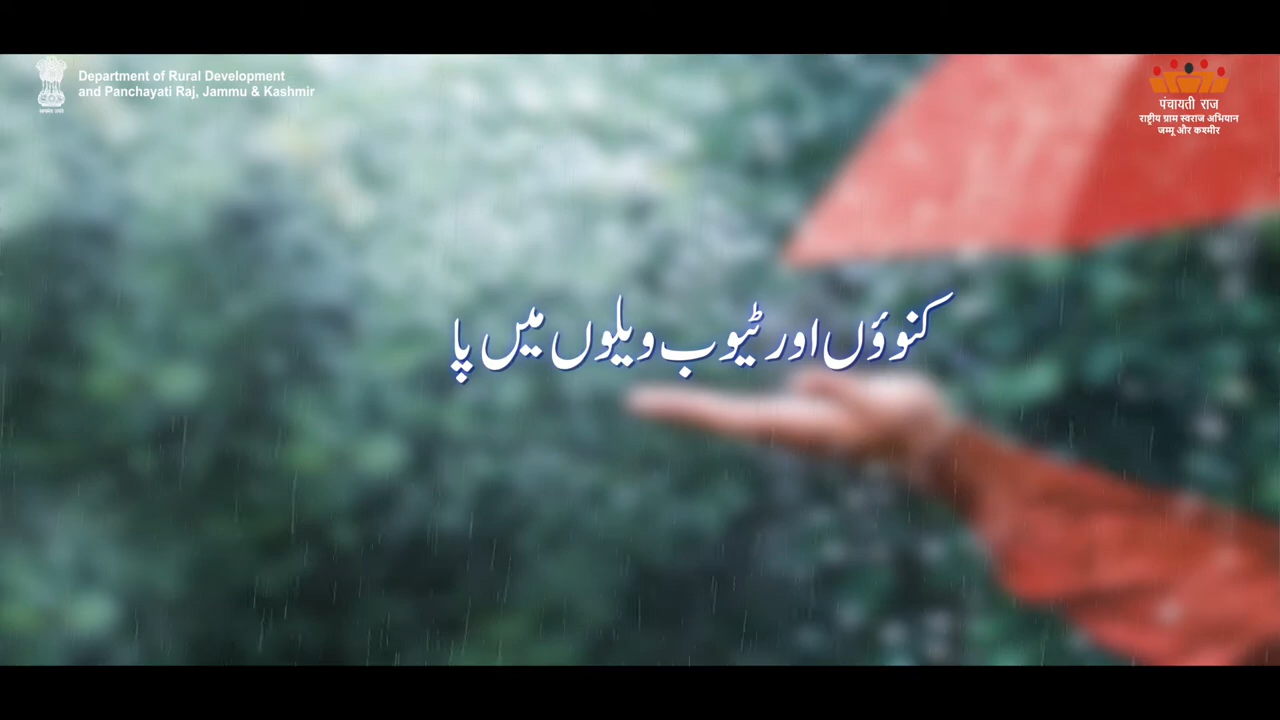 Department of Rural Development
and Panchayati Raj, Jammu & Kashmir
पंचायती राज
राष्ट्रीय ग्राम स्वराज अभियान
जम्मू और कश्मीर
کنوؤں اور ٹیوب ویلوں میں پا